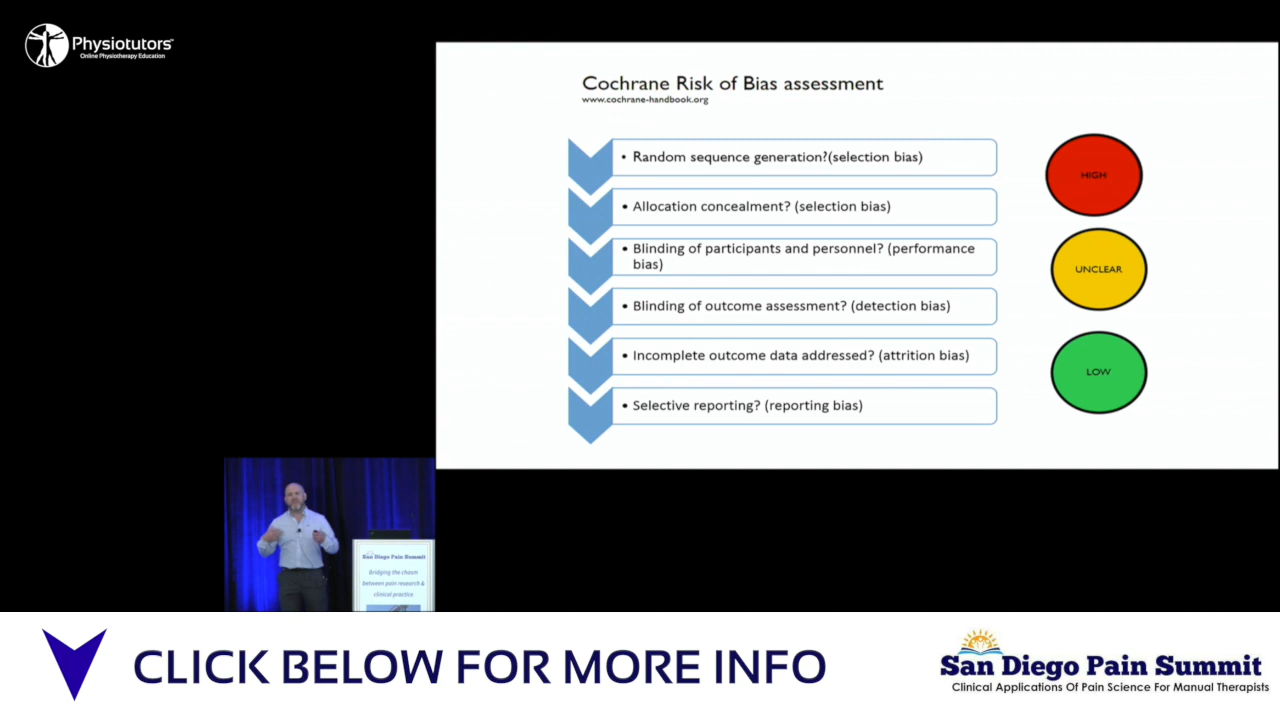 Physiotutors™
Online Physiotherapy Education
Cochrane Risk of Bias assessment
www.cochrane-handbook.org
• Random sequence generation?(selection bias)
• Allocation concealment? (selection bias)
• Blinding of participants and personnel? (performance
bias)
• Blinding of outcome assessment? (detection bias)
• Incomplete outcome data addressed? (attrition bias)
• Selective reporting? (reporting bias)
HIGH
UNCLEAR
LOW
San Diego Pain Summit
Bridging the chasm
between pain research &
clinical practice
CLICK BELOW FOR MORE INFO
San Diego Pain Summit
Clinical Applications Of Pain Science For Manual Therapists